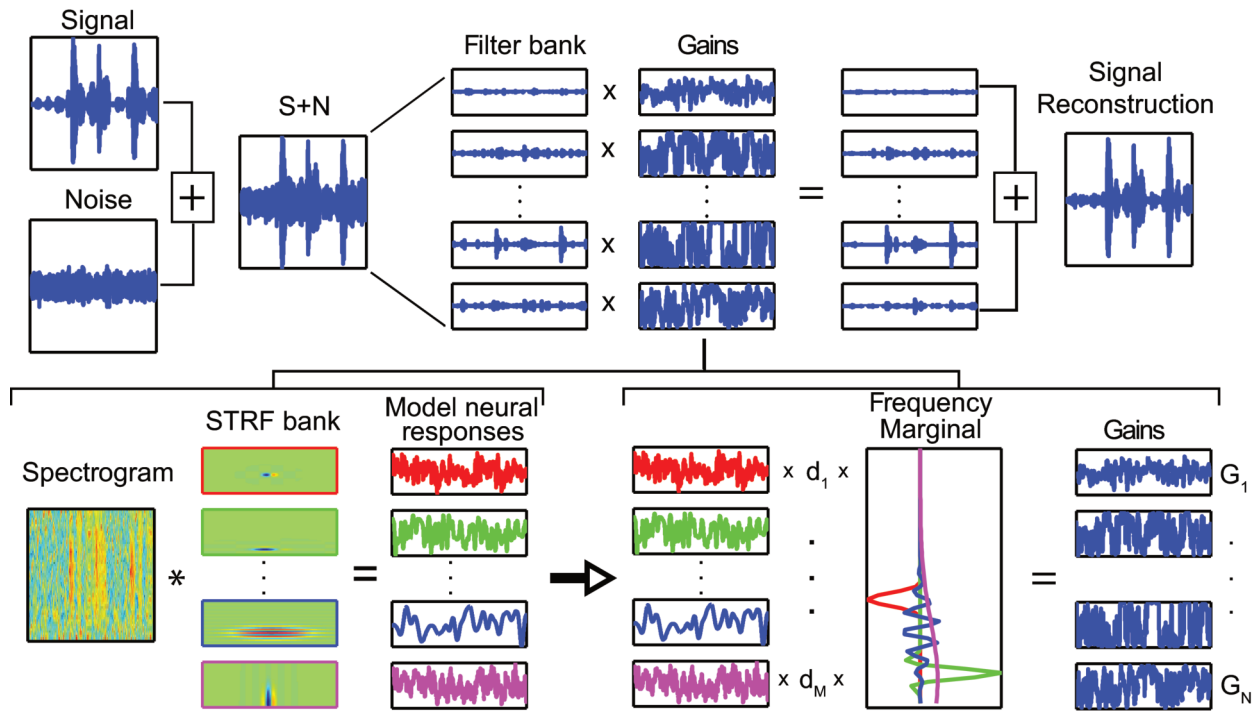 Signal
Noise
+
S+N
Filter bank
Gains
x
x
x
x
=
+
Signal
Reconstruction
Spectrogram
*
STRF bank
=
Model neural
responses
x d1 x
x dM x
Frequency
Marginal
=
Gains
G1
GN